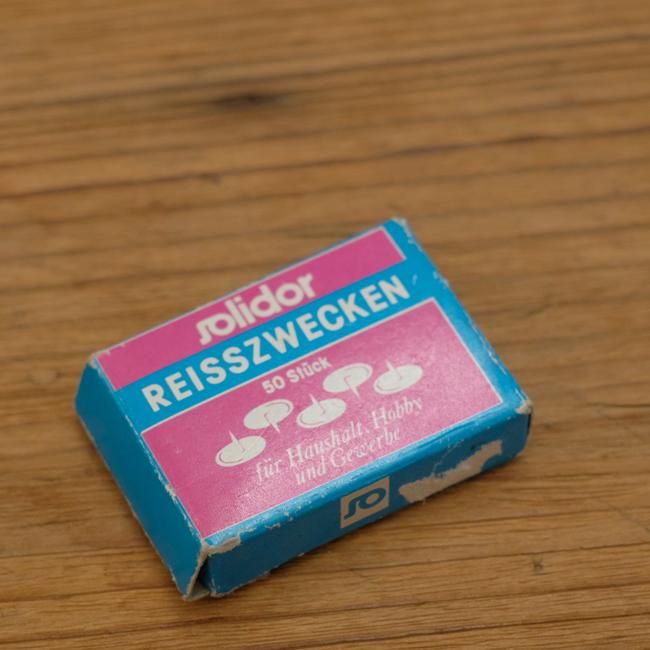 solidor
REISSZWECKEN
50 Stück
für Haushalt, Hobby
und Gewerbe
so